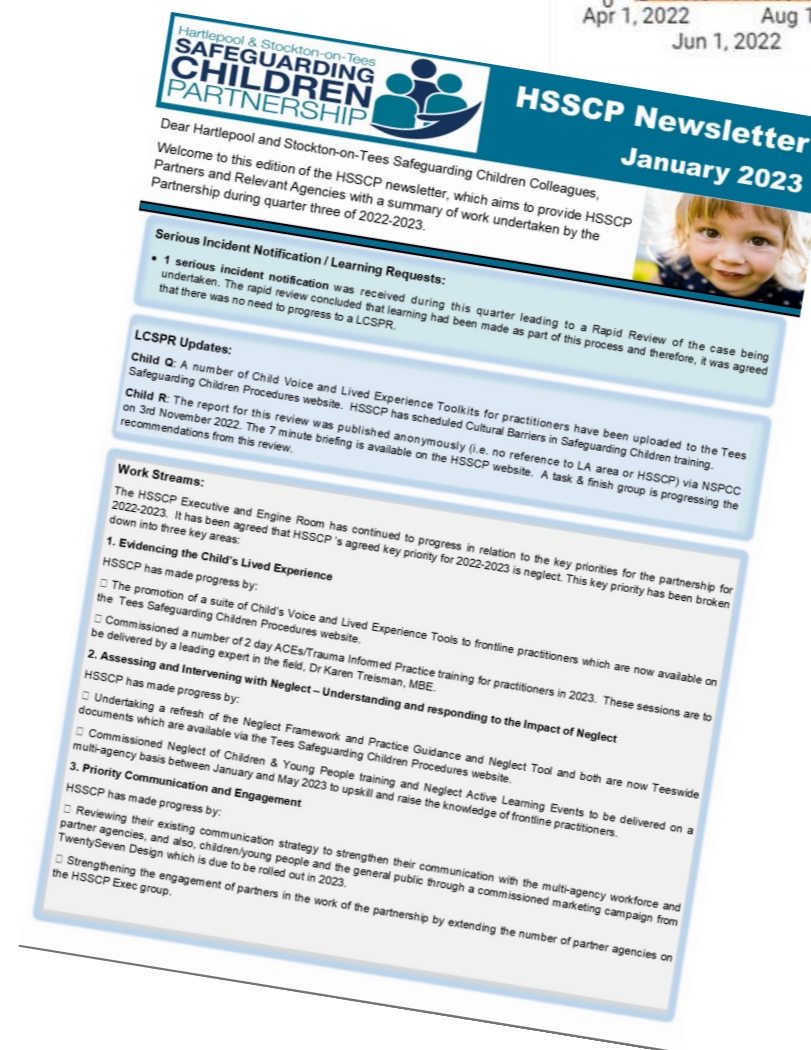 Apr 1, 2022
Aug 1
Jun 1, 2022
Hartlepool & Stockton-on-Tees
SAFEGUARDING
CHILDREN
PARTNERSHIP
HSSCP Newsletter
January 2023
Dear Hartlepool and Stockton-on-Tees Safeguarding Children Colleagues,
Welcome to this edition of the HSSCP newsletter, which aims to provide HSSCP
Partners and Relevant Agencies with a summary of work undertaken by the
Partnership during quarter three of 2022-2023.
Serious Incident Notification / Learning Requests:
• 1 serious incident notification was received during this quarter leading to a Rapid Review of the case being
undertaken. The rapid review concluded that learning had been made as part of this process and therefore, it was agreed
that there was no need to progress to a LCSPR.
LCSPR Updates:
Child Q: A number of Child Voice and Lived Experience Toolkits for practitioners have been uploaded to the Tees
Safeguarding Children Procedures website. HSSCP has scheduled Cultural Barriers in Safeguarding Children training.
Child R: The report for this review was published anonymously (i.e. no reference to LA area or HSSCP) via NSPCC
on 3rd November 2022. The 7 minute briefing is available on the HSSCP website. A task & finish group is progressing the
recommendations from this review.
Work Streams:
The HSSCP Executive and Engine Room has continued to progress in relation to the key priorities for the partnership for
2022-2023. It has been agreed that HSSCP 's agreed key priority for 2022-2023 is neglect. This key priority has been broken
down into three key areas:
1. Evidencing the Child's Lived Experience
HSSCP has made progress by:
□ The promotion of a suite of Child's Voice and Lived Experience Tools to frontline practitioners which are now available on
the Tees Safeguarding Children Procedures website.
□ Commissioned a number of 2 day ACEs/Trauma Informed Practice training for practitioners in 2023. These sessions are to
be delivered by a leading expert in the field, Dr Karen Treisman, MBE.
2. Assessing and Intervening with Neglect – Understanding and responding to the Impact of Neglect
HSSCP has made progress by:
□ Undertaking a refresh of the Neglect Framework and Practice Guidance and Neglect Tool and both are now Teeswide
documents which are available via the Tees Safeguarding Children Procedures website.
□ Commissioned Neglect of Children & Young People training and Neglect Active Learning Events to be delivered on a
multi-agency basis between January and May 2023 to upskill and raise the knowledge of frontline practitioners.
3. Priority Communication and Engagement
HSSCP has made progress by:
□ Reviewing their existing communication strategy to strengthen their communication with the multi-agency workforce and
partner agencies, and also, children/young people and the general public through a commissioned marketing campaign from
TwentySeven Design which is due to be rolled out in 2023.
□ Strengthening the engagement of partners in the work of the partnership by extending the number of partner agencies on
the HSSCP Exec group.